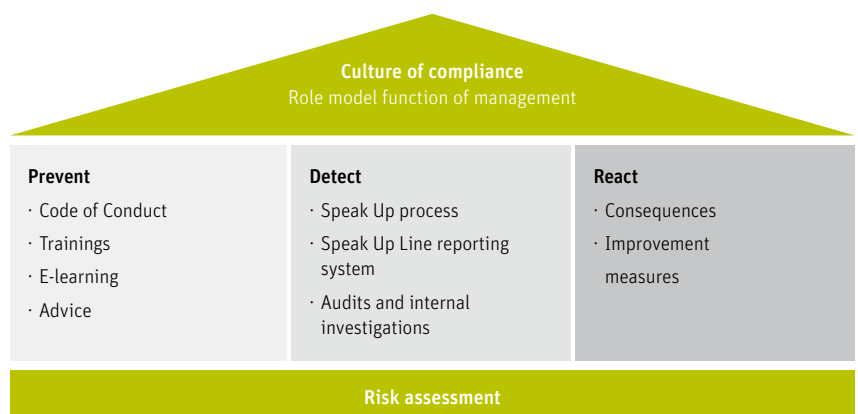 Culture of compliance
Role model function of management
Prevent
· Code of Conduct
· Trainings
· E-learning
· Advice
Detect
· Speak Up process
· Speak Up Line reporting
system
· Audits and internal
investigations
React
· Consequences
· Improvement
measures
Risk assessment